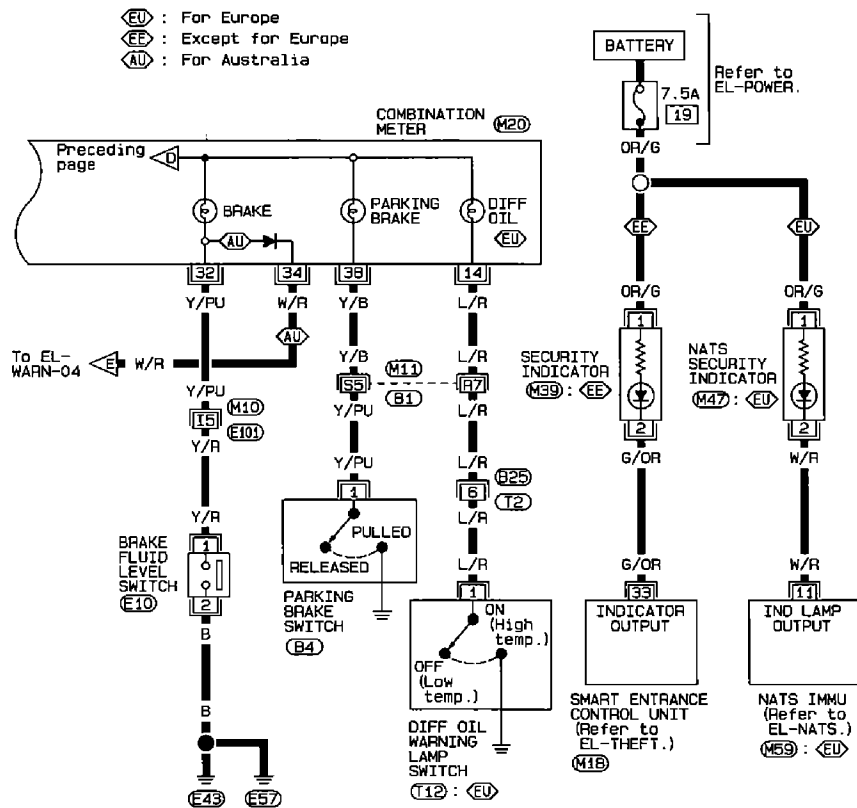 EU : For Europe
EE : Except for Europe
AU : For Australia
BATTERY
7.5A
19
Refer to
EL-POWER.
OR/G
COMBINATION
METER
M20
Preceding
page
D
BRAKE
PARKING
BRAKE
DIFF
OIL
EU
AU
32
34
38
14
Y/PU
W/R
Y/B
L/R
EE
EU
OR/G
OR/G
AU
To EL-
WARN-04
E
W/R
Y/B
L/R
M11
S5
A7
B1
Y/PU
I5
M10
E101
Y/R
Y/PU
L/R
1
1
SECURITY
INDICATOR
M39 : EE
NATS
SECURITY
INDICATOR
M47 : EU
2
2
G/OR
W/R
Y/PU
L/R
6
B25
T2
L/R
Y/R
1
BRAKE
FLUID
LEVEL
SWITCH
E10
2
B
1
PULLED
RELEASED
PARKING
BRAKE
SWITCH
B4
L/R
1
ON
(High
temp.)
OFF
(Low
temp.)
DIFF OIL
WARNING
LAMP
SWITCH
T12 : EU
G/OR
33
INDICATOR
OUTPUT
SMART ENTRANCE
CONTROL UNIT
(Refer to
EL-THEFT.)
M18
W/R
11
IND LAMP
OUTPUT
NATS IMMU
(Refer to
EL-NATS.)
M59 : EU
B
E43
E57